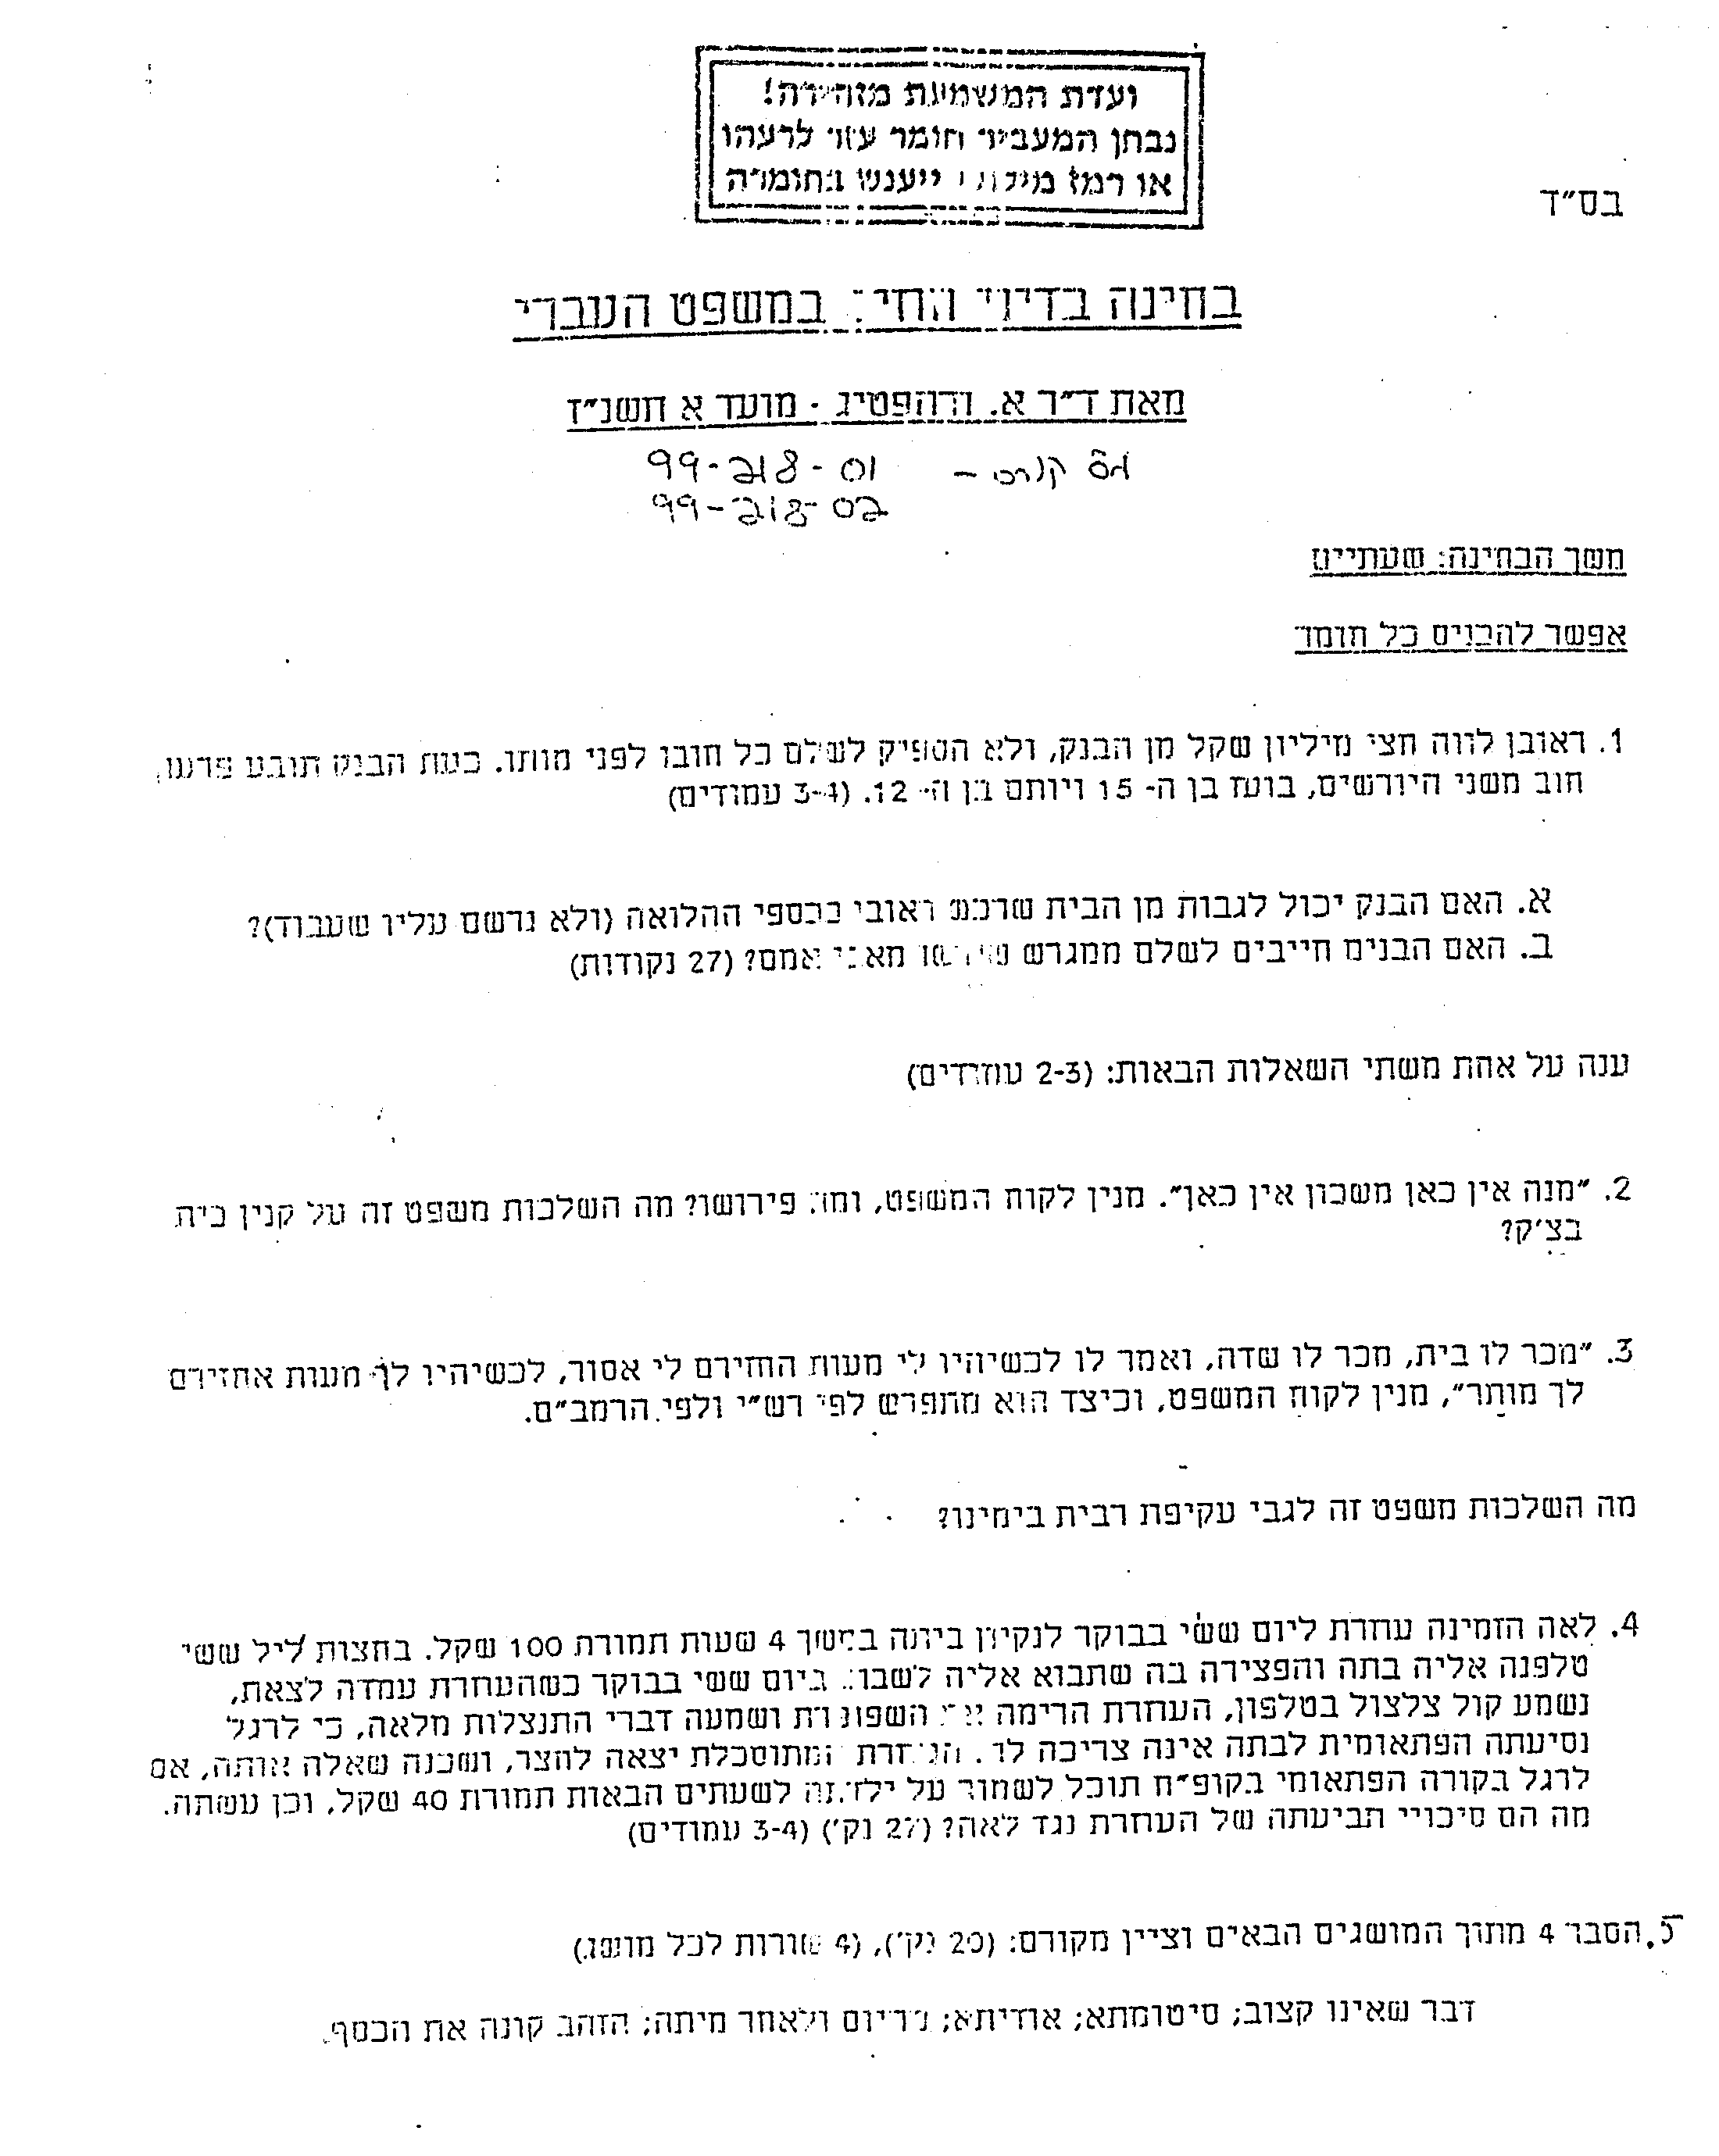 ועדת המשמעת מזהירה!
נבחן המעביר חומר עזר לרעהו
או רמז מילולי ייענש בחומרה
בס״ד
בחינה בדיני החיוב במשפט העברי
מאת ד״ר א. ורהפטיג - מועד א תשנ״ז
מס׳ קורס - 99-218-01
99-218-02
משך הבחינה: שעתיים
אפשר להכניס כל חומר
1. ראובן לווה חצי מיליון שקל מן הבנק, ולא הספיק לשלם כל חובו לפני מותו. כעת הבנק תובע פרעון
חוב משני היורשים, בועז בן ה- 15 ויותם בן ה- 12. (3-4 עמודים)
א. האם הבנק יכול לגבות מן הבית שרכש ראובן בכספי ההלואה (ולא נרשם עליו שעבוד)?
ב. האם הבנים חייבים לשלם ממגרש שירשו מאבי אמם? (27 נקודות)
ענה על אחת משתי השאלות הבאות: (2-3 עמודים)
2. ״מנה אין כאן משכון אין כאן״. מנין לקוח המשפט, ומה פירושו? מה השלכות משפט זה על קנין בית
בצ׳ק?
3. ״מכר לו בית, מכר לו שדה, ואמר לו לכשיהיו לי מעות החזירם לי אסור, לכשיהיו לך מעות אחזירם
לך מותר״, מנין לקוח המשפט, וכיצד הוא מתפרש לפי רש״י ולפי הרמב״ם.
מה השלכות משפט זה לגבי עקיפת רבית בימינו?
4. לאה הזמינה עוזרת ליום ששי בבוקר לנקיון ביתה במשך 4 שעות תמורת 100 שקל. בחצות ליל ששי
טלפנה אליה בתה והפצירה בה שתבוא אליה לשבת. ביום ששי בבוקר כשהעוזרת עמדה לצאת,
נשמע קול צלצול בטלפון, העוזרת הרימה את השפופרת ושמעה דברי התנצלות מלאה, כי לרגל
נסיעתה הפתאומית לבתה אינה צריכה לה. העוזרת המתוסכלת יצאה לחצר, ושכנה שאלה אותה, אם
לרגל בקורה הפתאומי בקופ״ח תוכל לשמור על ילדיה לשעתים הבאות תמורת 40 שקל, וכן עשתה.
מה הם סיכויי תביעתה של העוזרת נגד לאה? (27 נק׳) (3-4 עמודים)
5. הסבר 4 מתוך המושגים הבאים וציין מקורם: (20 נק׳), (4 שורות לכל מושג)
דבר שאינו קצוב; סיטומתא; אודיתא; מהיום ולאחר מיתה; הזהב קונה את הכסף.